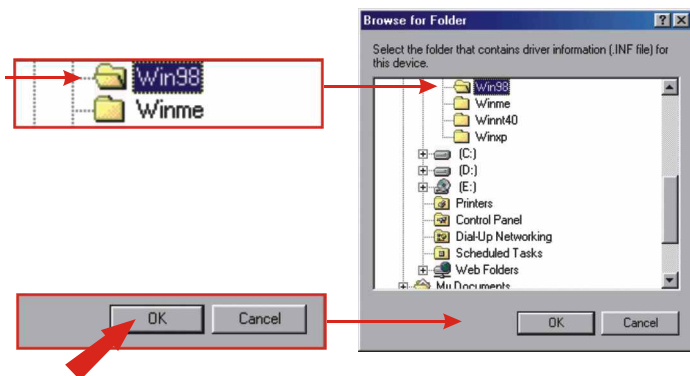 Win98
Winme
OK
Cancel
Browse for Folder
Select the folder that contains driver information (.INF file) for
this device.
Win98
Winme
Winnt40
Winxp
(C:)
(D:)
(E:)
Printers
Control Panel
Dial-Up Networking
Scheduled Tasks
Web Folders
My Documents
OK
Cancel